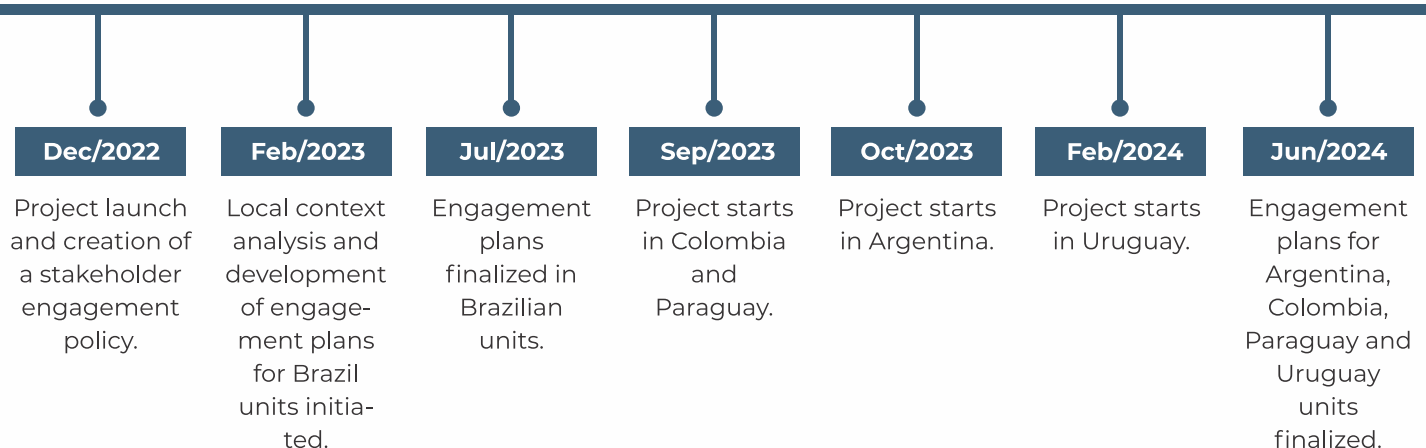 Dec/2022
Project launch
and creation of
a stakeholder
engagement
policy.
Feb/2023
Local context
analysis and
development
of engage-
ment plans
for Brazil
units initia-
ted.
Jul/2023
Engagement
plans
finalized in
Brazilian
units.
Sep/2023
Project starts
in Colombia
and
Paraguay.
Oct/2023
Project starts
in Argentina.
Feb/2024
Project starts
in Uruguay.
Jun/2024
Engagement
plans for
Argentina,
Colombia,
Paraguay and
Uruguay
units
finalized.